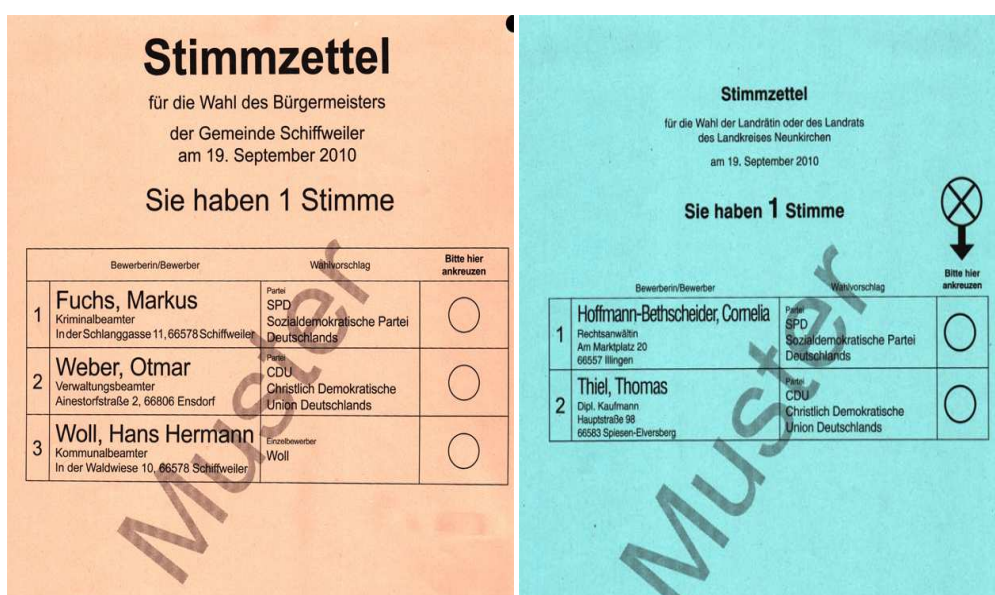 Stimmzettel
für die Wahl des Bürgermeisters
der Gemeinde Schiffweiler
am 19. September 2010
Sie haben 1 Stimme
Bewerberin/Bewerber Wahlvorschlag Bitte hier
ankreuzen
1 Fuchs, Markus
Kriminalbeamter
In der Schlanggasse 11, 66578 Schiffweiler
Partei
SPD
Sozialdemokratische Partei
Deutschlands
2 Weber, Otmar
Verwaltungsbeamter
Ainestorfstraße 2, 66806 Ensdorf
Partei
CDU
Christlich Demokratische
Union Deutschlands
3 Woll, Hans Hermann
Kommunalbeamter
In der Waldwiese 10, 66578 Schiffweiler
Einzelbewerber
Woll
Muster
Stimmzettel
für die Wahl der Landrätin oder des Landrats
des Landkreises Neunkirchen
am 19. September 2010
Sie haben 1 Stimme
Bewerberin/Bewerber Wahlvorschlag Bitte hier
ankreuzen
1 Hoffmann-Bethscheider, Cornelia
Rechtsanwältin
Am Marktplatz 20
66557 Illingen
Partei
SPD
Sozialdemokratische Partei
Deutschlands
2 Thiel, Thomas
Dipl. Kaufmann
Hauptstraße 98
66583 Spiesen-Elversberg
Partei
CDU
Christlich Demokratische
Union Deutschlands
Muster